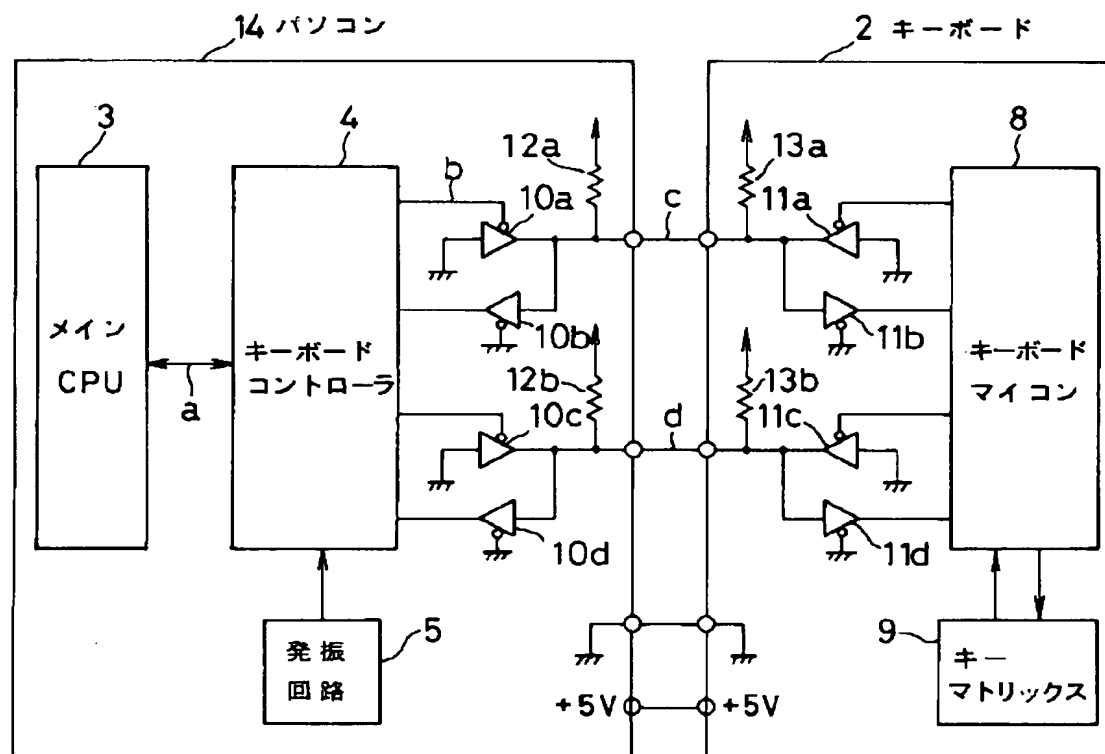 14 パソコン
2 キーボード
3
4
8
12a
13a
b
10a
c
11a
メイン
CPU
a
キーボード
コントローラ
10b
11b
キーボード
マイコン
12b
13b
10c
d
11c
10d
11d
発振
回路
5
9
キー
マトリックス
+5V
+5V